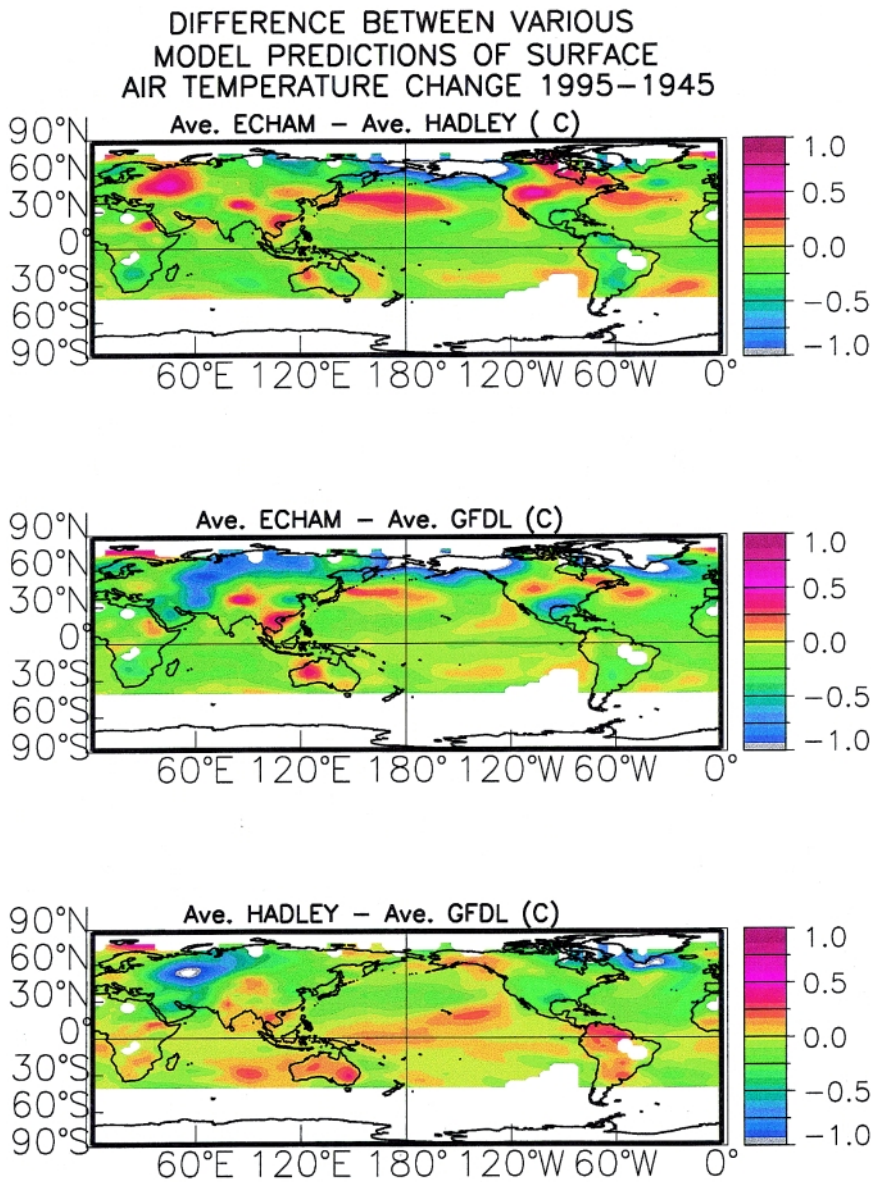 DIFFERENCE BETWEEN VARIOUS
MODEL PREDICTIONS OF SURFACE
AIR TEMPERATURE CHANGE 1995–1945
Ave. ECHAM – Ave. HADLEY ( C)
90°N
60°N
30°N
0°
30°S
60°S
90°S
60°E 120°E 180° 120°W 60°W 0°
1.0
0.5
0.0
−0.5
−1.0
Ave. ECHAM – Ave. GFDL (C)
90°N
60°N
30°N
0°
30°S
60°S
90°S
60°E 120°E 180° 120°W 60°W 0°
1.0
0.5
0.0
−0.5
−1.0
Ave. HADLEY – Ave. GFDL (C)
90°N
60°N
30°N
0°
30°S
60°S
90°S
60°E 120°E 180° 120°W 60°W 0°
1.0
0.5
0.0
−0.5
−1.0